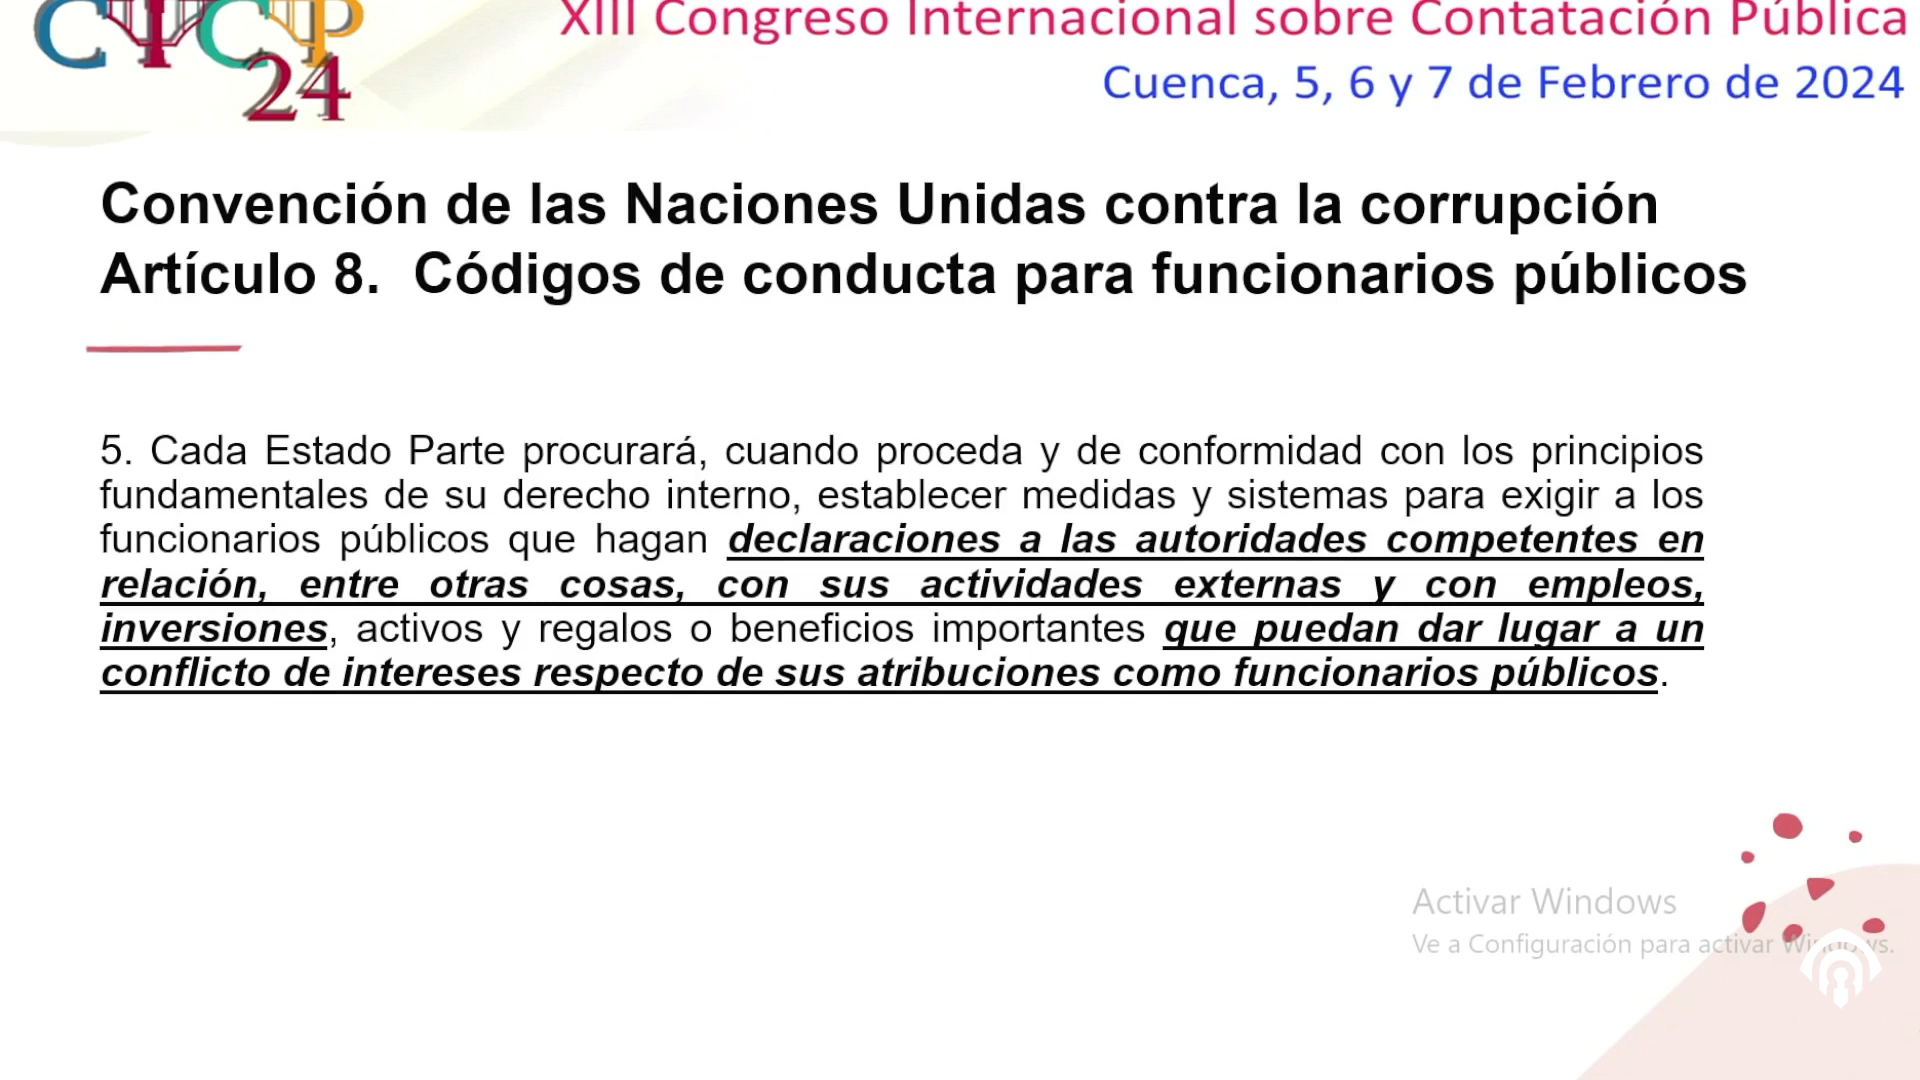 CICP
24
XIII Congreso Internacional sobre Contatación Pública
Cuenca, 5, 6 y 7 de Febrero de 2024
Convención de las Naciones Unidas contra la corrupción
Artículo 8. Códigos de conducta para funcionarios públicos
5. Cada Estado Parte procurará, cuando proceda y de conformidad con los principios
fundamentales de su derecho interno, establecer medidas y sistemas para exigir a los
funcionarios públicos que hagan declaraciones a las autoridades competentes en
relación, entre otras cosas, con sus actividades externas y con empleos,
inversiones, activos y regalos o beneficios importantes que puedan dar lugar a un
conflicto de intereses respecto de sus atribuciones como funcionarios públicos.
Activar Windows
Ve a Configuración para activar Windows.